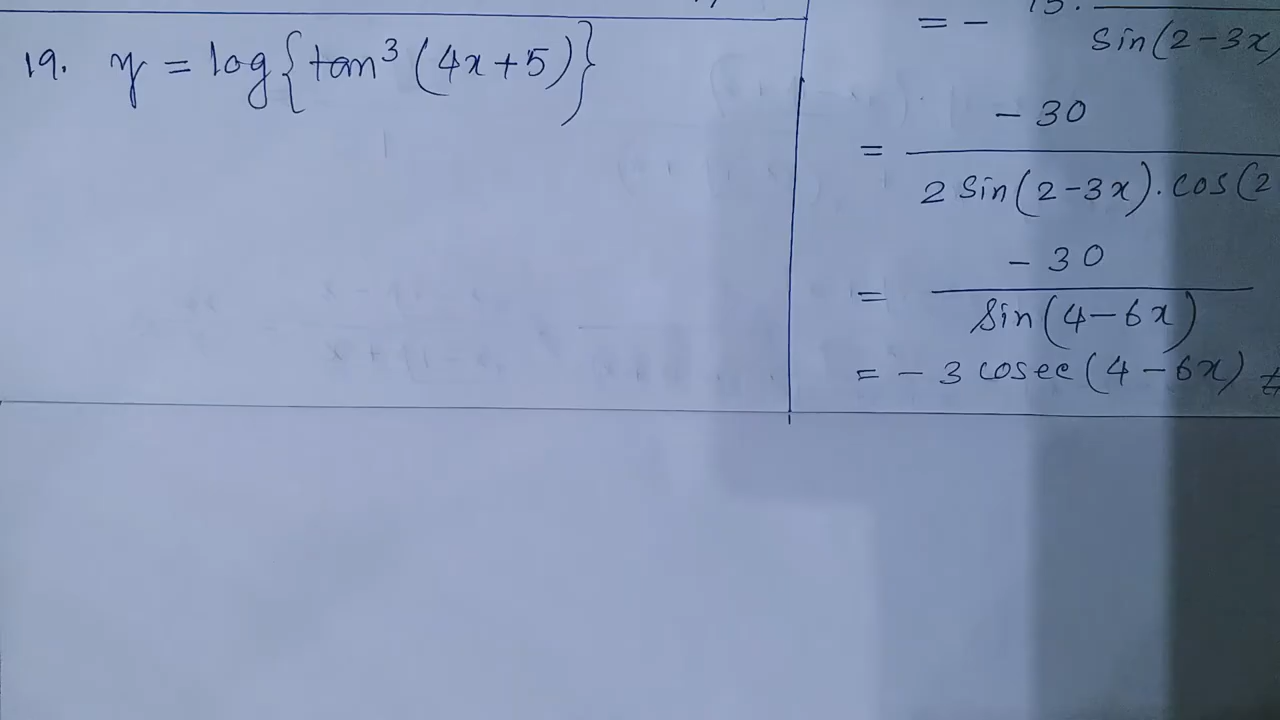 19. y = log{tan³(4x+5)}
= - 15.
sin(2-3x)
- 30
=
2 sin(2-3x).cos(2
- 30
=
sin(4-6x)
= - 3 cosec(4-6x)